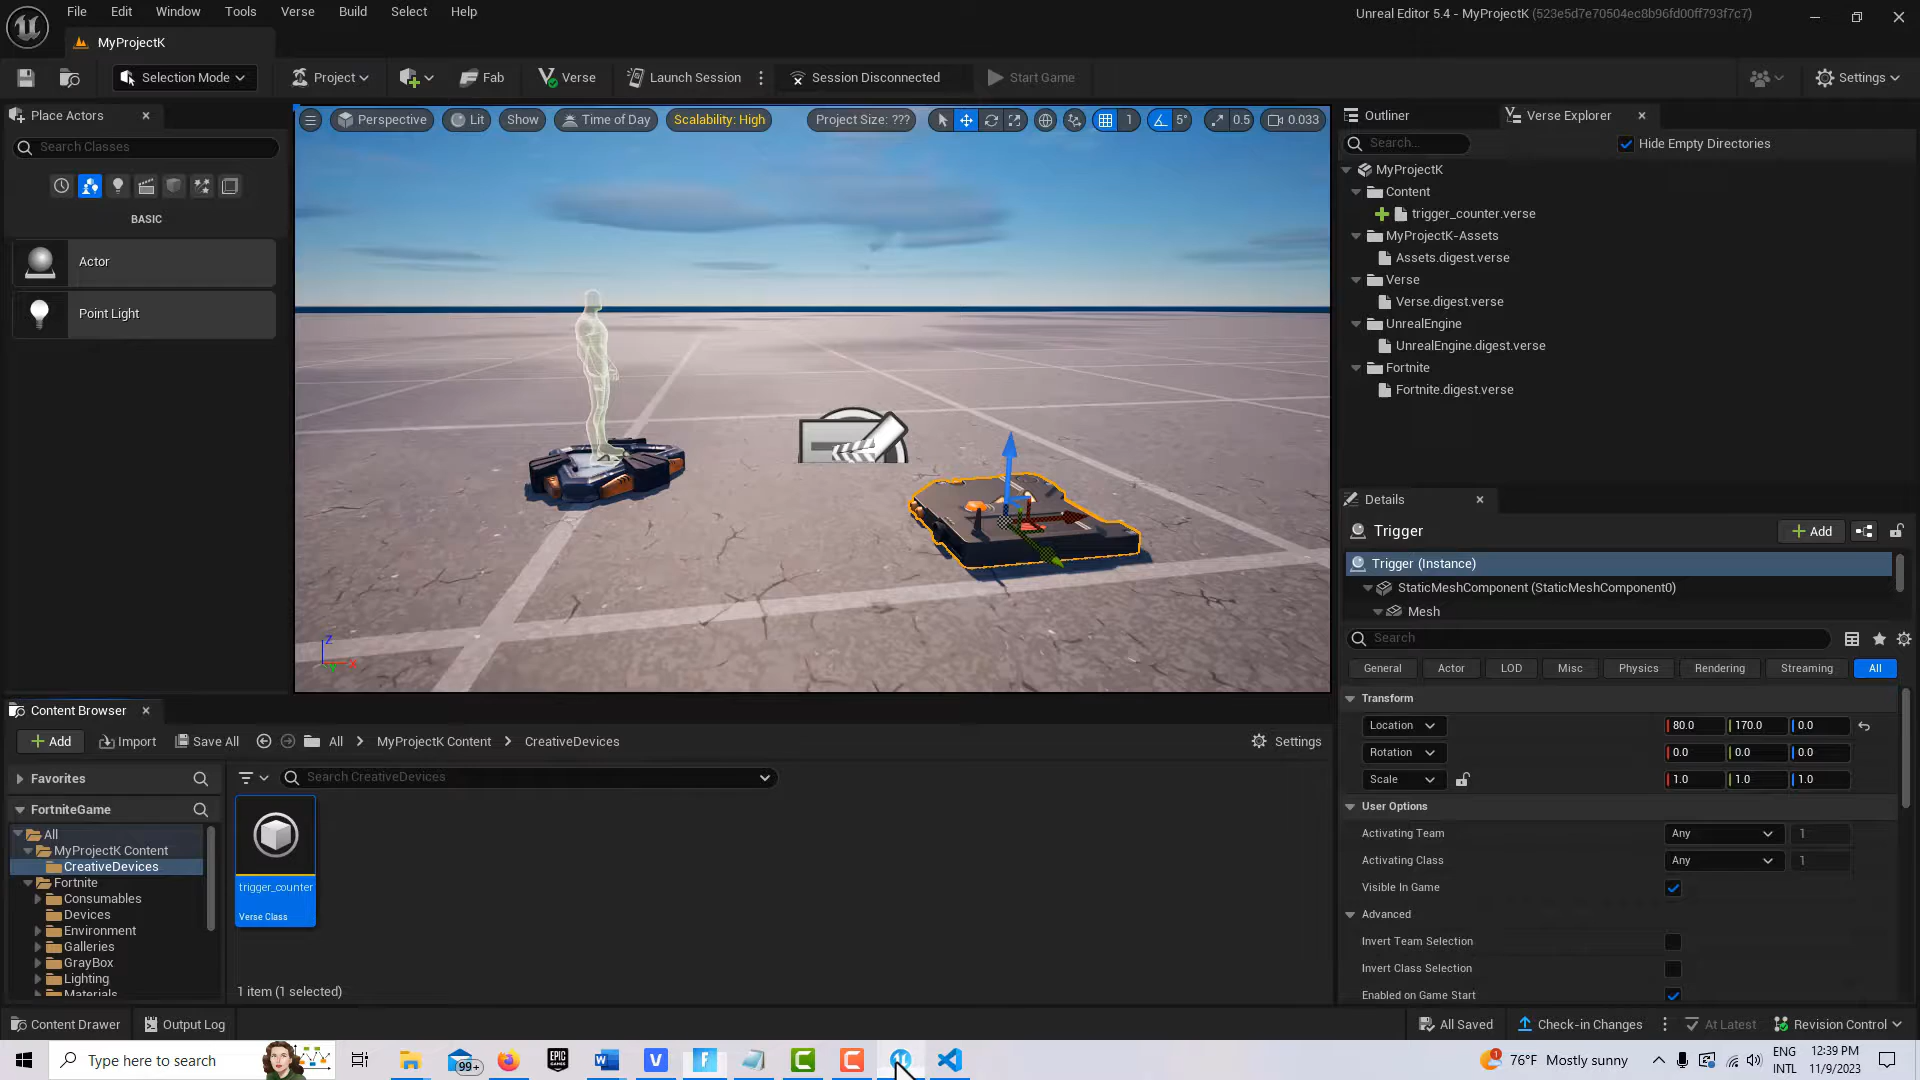 File Edit Window Tools Verse Build Select Help
Unreal Editor 5.4 - MyProjectK (523e5d7e70504ec8b96fd00ff793f7c7)
MyProjectK
Selection Mode
Project
Fab
Verse
Launch Session
Session Disconnected
Start Game
Settings
Place Actors
Search Classes
BASIC
Actor
Point Light
Perspective
Lit
Show
Time of Day
Scalability: High
Project Size: ???
1
5°
0.5
0.033
Outliner
Verse Explorer
Search...
Hide Empty Directories
MyProjectK
Content
trigger_counter.verse
MyProjectK-Assets
Assets.digest.verse
Verse
Verse.digest.verse
UnrealEngine
UnrealEngine.digest.verse
Fortnite
Fortnite.digest.verse
Z
X
Y
Details
Trigger
Add
Trigger (Instance)
StaticMeshComponent (StaticMeshComponent0)
Mesh
Search
General
Actor
LOD
Misc
Physics
Rendering
Streaming
All
Transform
Location 80.0 170.0 0.0
Rotation 0.0 0.0 0.0
Scale 1.0 1.0 1.0
User Options
Activating Team Any 1
Activating Class Any 1
Visible In Game
Advanced
Invert Team Selection
Invert Class Selection
Enabled on Game Start
Content Browser
Add
Import
Save All
All
MyProjectK Content
CreativeDevices
Settings
Favorites
Search CreativeDevices
FortniteGame
All
MyProjectK Content
CreativeDevices
Fortnite
Consumables
Devices
Environment
Galleries
GrayBox
Lighting
Materials
trigger_counter
Verse Class
1 item (1 selected)
Content Drawer
Output Log
All Saved
Check-in Changes
At Latest
Revision Control
Type here to search
99+
EPIC
GAMES
76°F Mostly sunny
ENG
INTL
12:39 PM
11/9/2023